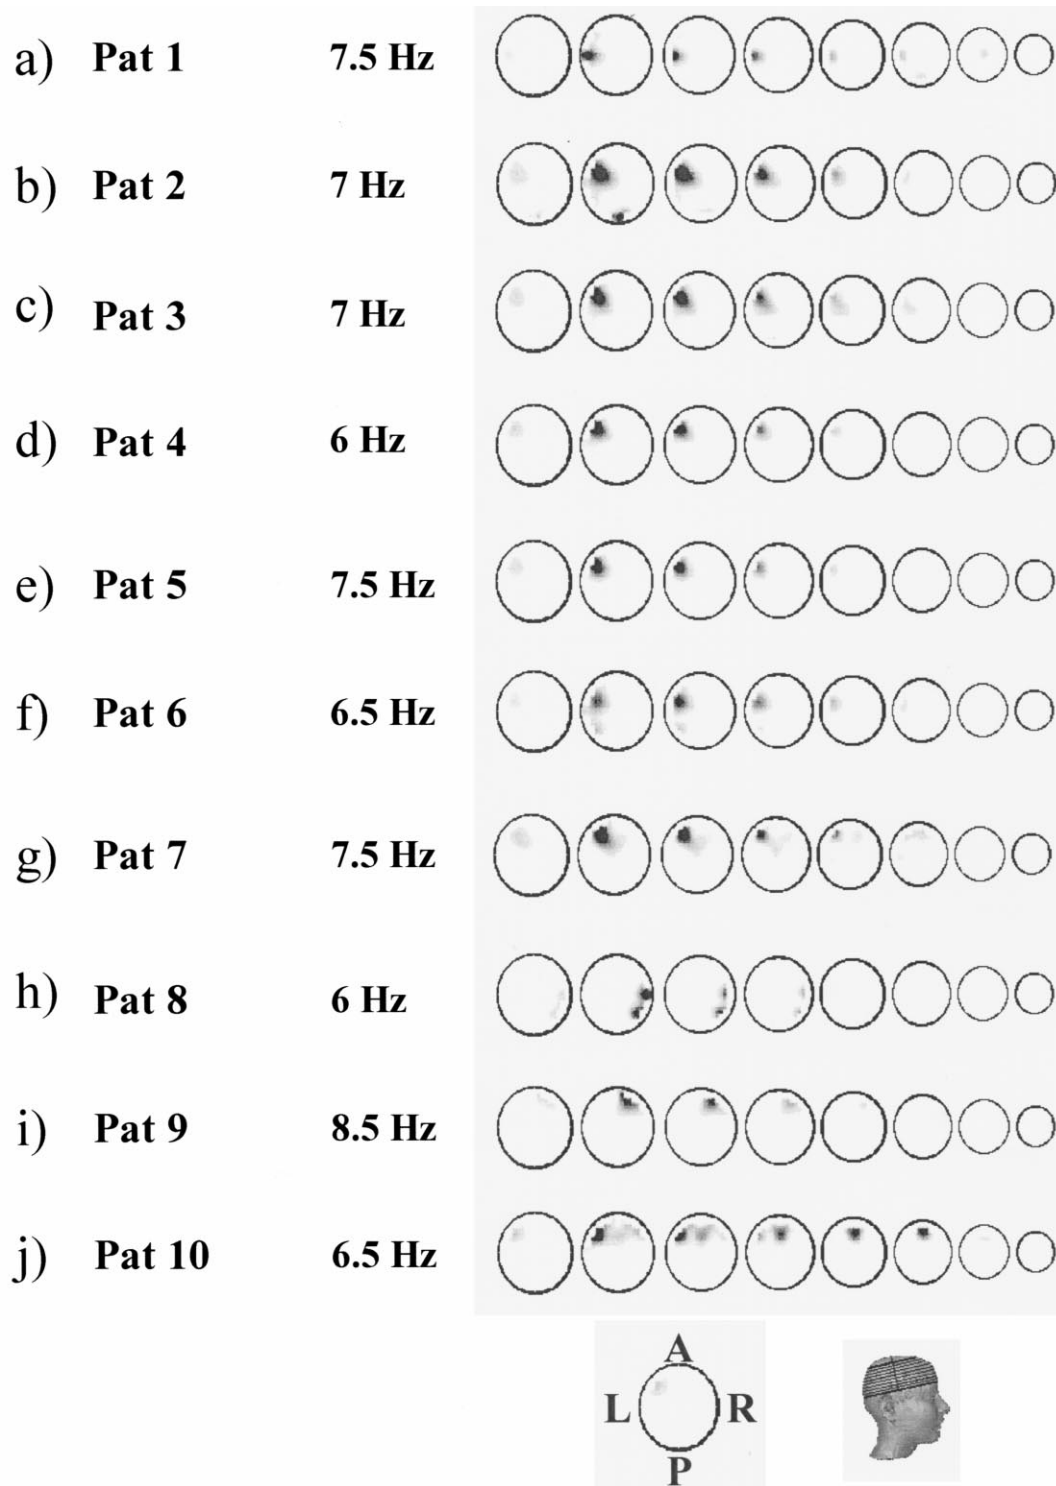 a) Pat 1 7.5 Hz
b) Pat 2 7 Hz
c) Pat 3 7 Hz
d) Pat 4 6 Hz
e) Pat 5 7.5 Hz
f) Pat 6 6.5 Hz
g) Pat 7 7.5 Hz
h) Pat 8 6 Hz
i) Pat 9 8.5 Hz
j) Pat 10 6.5 Hz
A
L R
P